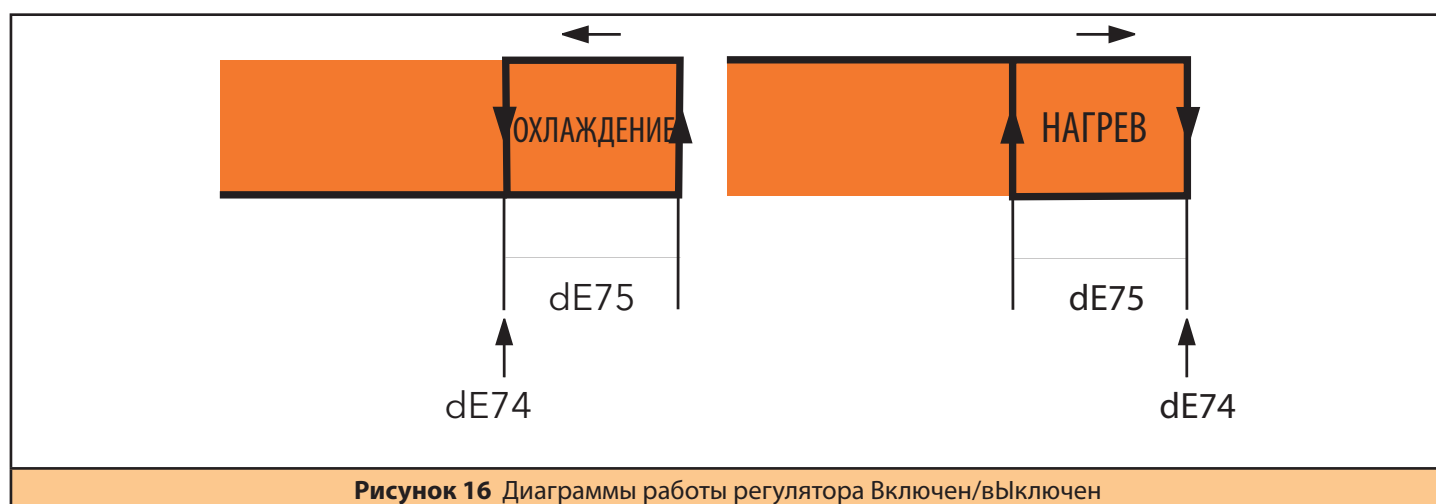 ОХЛАЖДЕНИЕ
НАГРЕВ
dE75
dE75
dE74
dE74
Рисунок 16 Диаграммы работы регулятора Включен/вЫключен